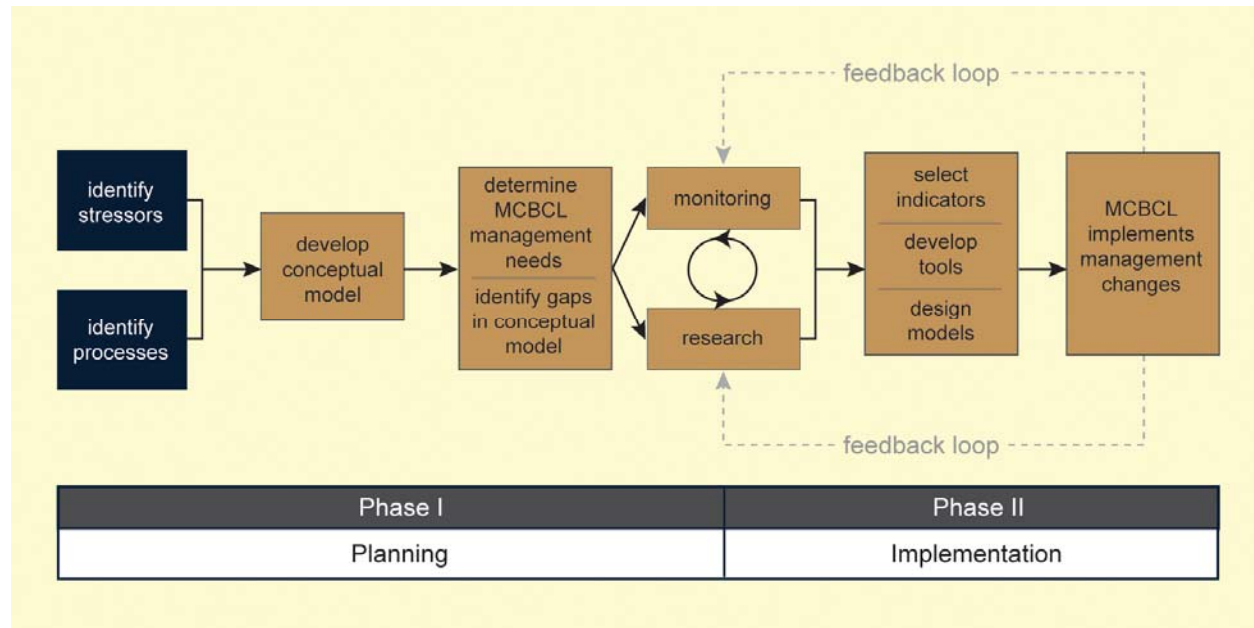 feedback loop
identify
stressors
identify
processes
develop
conceptual
model
determine
MCBCL
management
needs
identify gaps
in conceptual
model
monitoring
research
select
indicators
develop
tools
design
models
MCBCL
implements
management
changes
feedback loop
Phase I
Phase II
Planning
Implementation